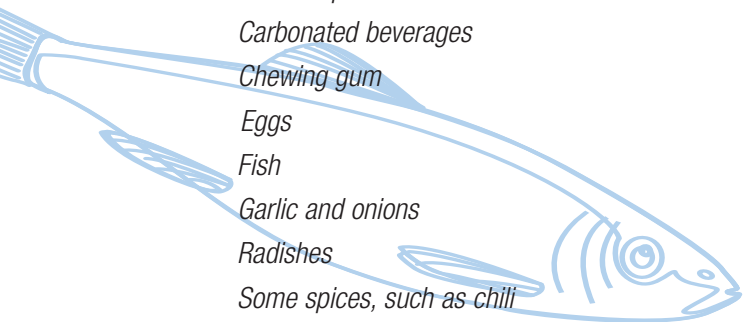 Carbonated beverages
Chewing gum
Eggs
Fish
Garlic and onions
Radishes
Some spices, such as chili